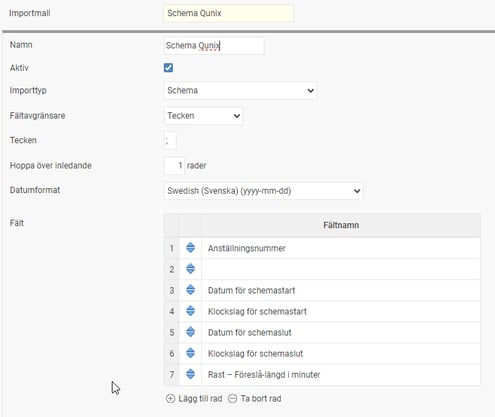 Importmall Schema Qunix
Namn Schema Qunix
Aktiv
Importtyp Schema
Fältavgränsare Tecken
Tecken ;
Hoppa över inledande 1 rader
Datumformat Swedish (Svenska) (yyyy-mm-dd)
Fält Fältnamn
1 Anställningsnummer
2
3 Datum för schemastart
4 Klockslag för schemastart
5 Datum för schemaslut
6 Klockslag för schemaslut
7 Rast – Föreslå-längd i minuter
Lägg till rad Ta bort rad